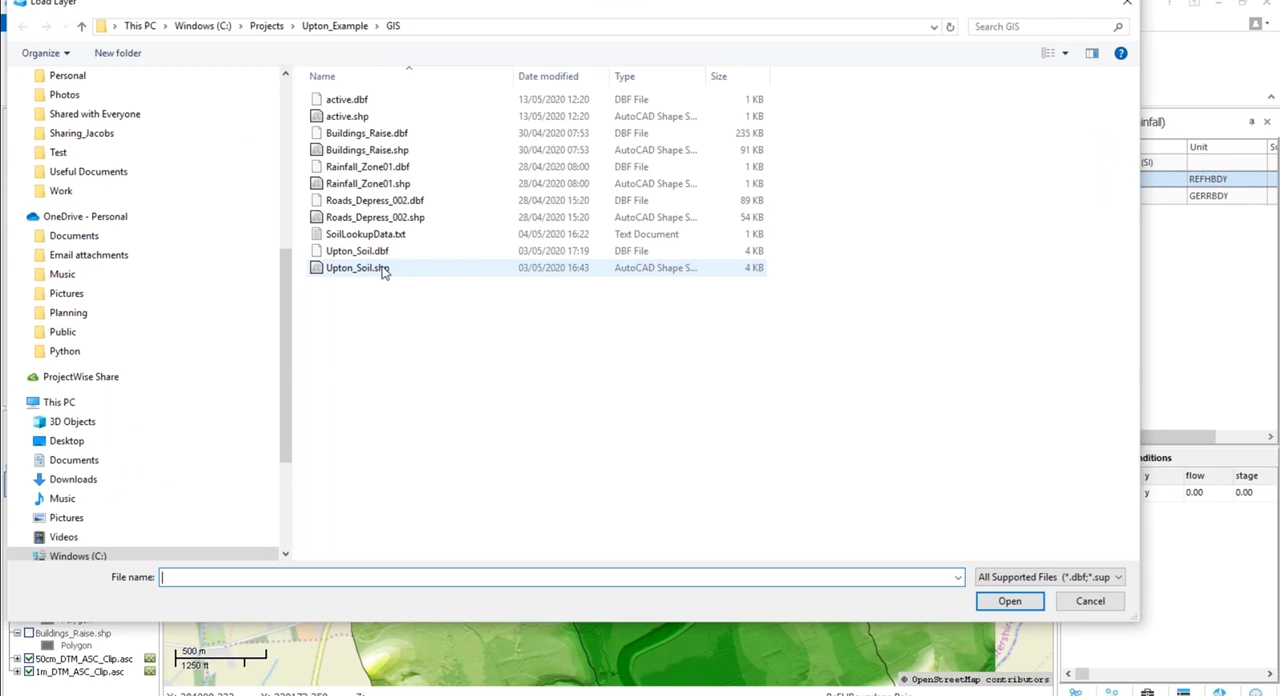 Load Layer
This PC > Windows (C:) > Projects > Upton_Example > GIS
Search GIS
Organize
New folder
Name Date modified Type Size
active.dbf 13/05/2020 12:20 DBF File 1 KB
active.shp 13/05/2020 12:20 AutoCAD Shape S... 1 KB
Buildings_Raise.dbf 30/04/2020 07:53 DBF File 235 KB
Buildings_Raise.shp 30/04/2020 07:53 AutoCAD Shape S... 91 KB
Rainfall_Zone01.dbf 28/04/2020 08:00 DBF File 1 KB
Rainfall_Zone01.shp 28/04/2020 08:00 AutoCAD Shape S... 1 KB
Roads_Depress_002.dbf 28/04/2020 15:20 DBF File 89 KB
Roads_Depress_002.shp 28/04/2020 15:20 AutoCAD Shape S... 54 KB
SoilLookupData.txt 04/05/2020 16:22 Text Document 1 KB
Upton_Soil.dbf 03/05/2020 17:19 DBF File 4 KB
Upton_Soil.shp 03/05/2020 16:43 AutoCAD Shape S... 4 KB
Personal
Photos
Shared with Everyone
Sharing_Jacobs
Test
Useful Documents
Work
OneDrive - Personal
Documents
Email attachments
Music
Pictures
Planning
Public
Python
ProjectWise Share
This PC
3D Objects
Desktop
Documents
Downloads
Music
Pictures
Videos
Windows (C:)
File name:
All Supported Files (*.dbf;*.sup
Open
Cancel
nfall)
Unit
(SI)
REFHBDY
GERRBDY
nditions
y flow stage
y 0.00 0.00
Polygon
Buildings_Raise.shp
Polygon
50cm_DTM_ASC_Clip.asc
1m_DTM_ASC_Clip.asc
500 m
1250 ft
© OpenStreetMap contributors